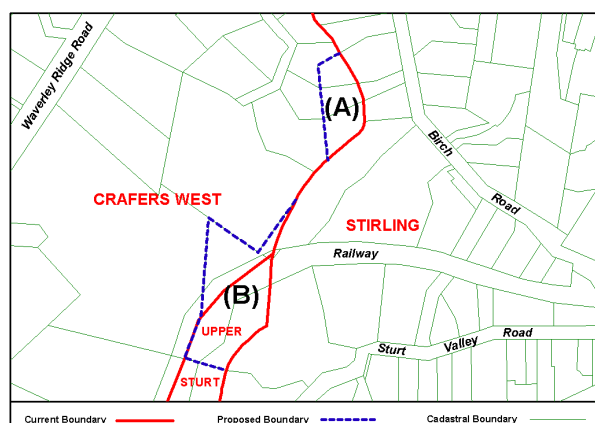 Waverley Ridge Road
(A)
Birch
Road
CRAFERS WEST
STIRLING
Railway
(B)
UPPER
STURT
Sturt
Valley
Road
Current Boundary
Proposed Boundary
Cadastral Boundary